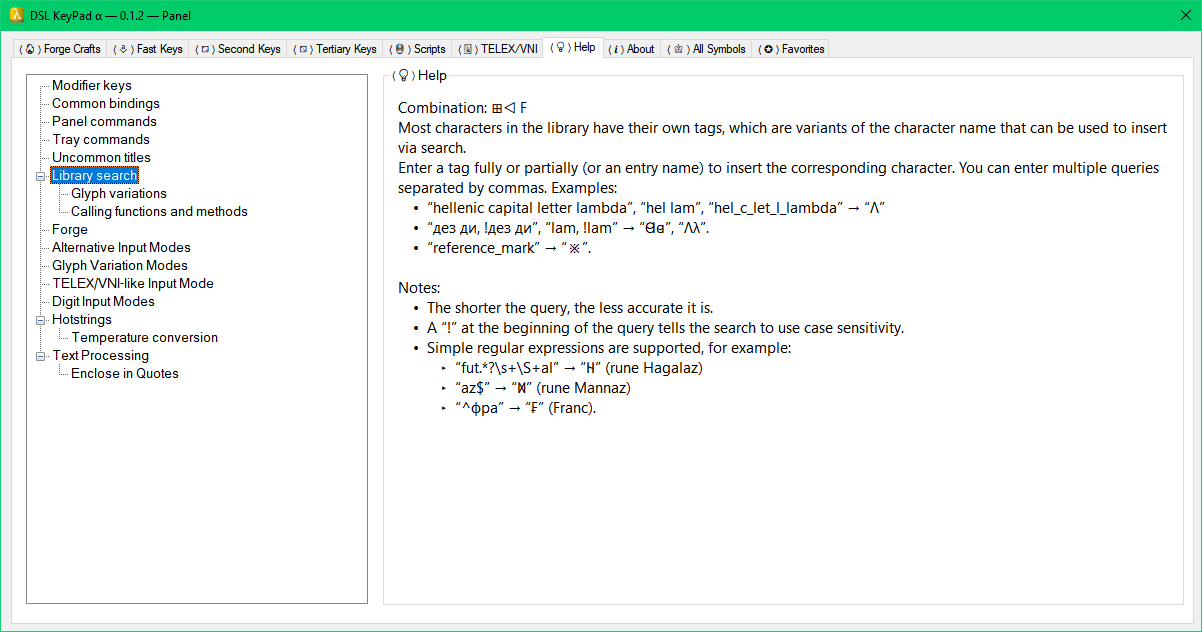 DSL KeyPad α — 0.1.2 — Panel
Forge Crafts
Fast Keys
Second Keys
Tertiary Keys
Scripts
TELEX/VNI
Help
About
All Symbols
Favorites
Modifier keys
Common bindings
Panel commands
Tray commands
Uncommon titles
Library search
Glyph variations
Calling functions and methods
Forge
Alternative Input Modes
Glyph Variation Modes
TELEX/VNI-like Input Mode
Digit Input Modes
Hotstrings
Temperature conversion
Text Processing
Enclose in Quotes
Help
Combination: ⊞◁ F
Most characters in the library have their own tags, which are variants of the character name that can be used to insert
via search.
Enter a tag fully or partially (or an entry name) to insert the corresponding character. You can enter multiple queries
separated by commas. Examples:
• “hellenic capital letter lambda”, “hel lam”, “hel_c_let_l_lambda” → “Λ”
• “дез ди, !дез ди”, “lam, !lam” → “”, “Λλ”.
• “reference_mark” → “※”.
Notes:
• The shorter the query, the less accurate it is.
• A “!” at the beginning of the query tells the search to use case sensitivity.
• Simple regular expressions are supported, for example:
‣ “fut.*?\s+\S+al” → “ᚺ” (rune Hagalaz)
‣ “az$” → “ᛗ” (rune Mannaz)
‣ “^фра” → “₣” (Franc).